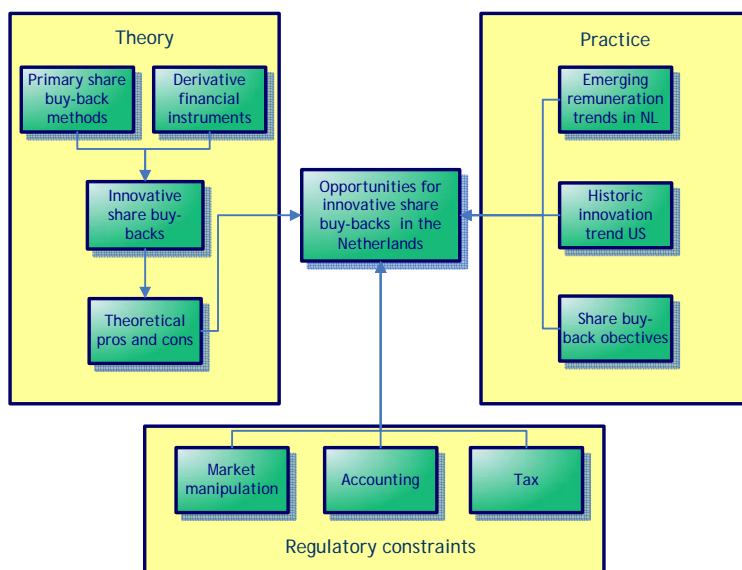 Theory
Primary share
buy-back
methods
Derivative
financial
instruments
Innovative
share buy-
backs
Theoretical
pros and cons
Opportunities for
innovative share
buy-backs in the
Netherlands
Practice
Emerging
remuneration
trends in NL
Historic
innovation
trend US
Share buy-
back obectives
Market
manipulation
Accounting
Tax
Regulatory constraints